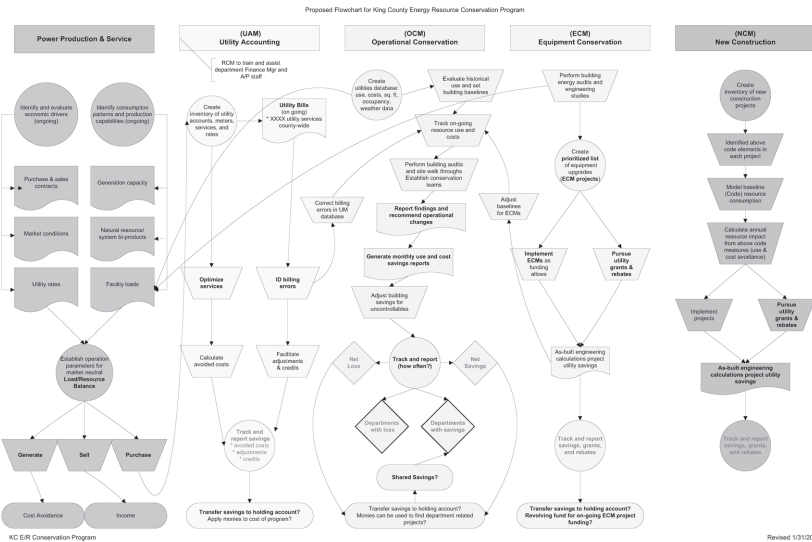 Proposed Flowchart for King County Energy Resource Conservation Program
Power Production & Service
Identify and evaluate
economic drivers
(ongoing)
Identify consumption
patterns and production
capabilities (ongoing)
Purchase & sales
contracts
Generation capacity
Market conditions
Natural resource/
system bi-products
Utility rates
Facility loads
Establish operation
parameters for
market neutral
Load/Resource
Balance
Generate
Sell
Purchase
Cost Avoidance
Income
(UAM)
Utility Accounting
RCM to train and assist
department Finance Mgr and
A/P staff
Create
inventory of utility
accounts, meters,
services, and
rates
Utility Bills
(on going)
* XXXX utility services
county-wide
Correct billing
errors in UM
database
Optimize
services
ID billing
errors
Calculate
avoided costs
Facilitate
adjustments
& credits
Track and
report savings
* avoided costs
* adjustments
* credits
Transfer savings to holding account?
Apply monies to cost of program?
(OCM)
Operational Conservation
Create
utilities database:
use, costs, sq. ft,
occupancy,
weather data
Evaluate historical
use and set
building baselines
Track on-going
resource use and
costs
Perform building audits
and site walk throughs
Establish conservation
teams
Report findings and
recommend operational
changes
Generate monthly use and cost
savings reports
Adjust building
savings for
uncontrollables
Net
Loss
Track and report
(how often?)
Net
Savings
Departments
with loss
Departments
with savings
Shared Savings?
Transfer savings to holding account?
Monies can be used to find department related
projects?
(ECM)
Equipment Conservation
Perform building
energy audits and
engineering
studies
Create
prioritized list
of equipment
upgrades
(ECM projects)
Adjust
baselines
for ECMs
Implement
ECMs as
funding
allows
Pursue
utility
grants &
rebates
As-built engineering
calculations project
utility savings
Track and report
savings, grants,
and rebates
Transfer savings to holding account?
Revolving fund for on-going ECM project
funding?
(NCM)
New Construction
Create
inventory of new
construction
projects
Identified above
code elements in
each project
Model baseline
(Code) resource
consumption
Calculate annual
resource impact
from above code
measures (use &
cost avoidance)
Implement
projects
Pursue
utility
grants &
rebates
As-built engineering
calculations project utility
savings
Track and report
savings, grants,
and rebates
KC E/R Conservation Program
Revised